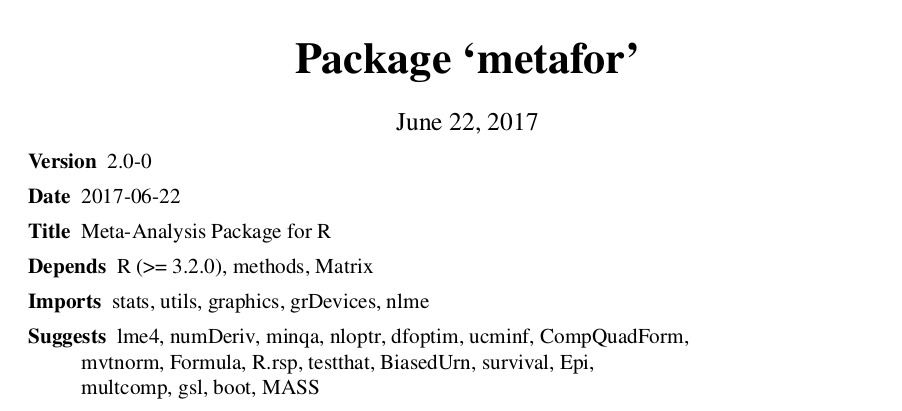 Package ‘metafor’
June 22, 2017
Version 2.0-0
Date 2017-06-22
Title Meta-Analysis Package for R
Depends R (>= 3.2.0), methods, Matrix
Imports stats, utils, graphics, grDevices, nlme
Suggests lme4, numDeriv, minqa, nloptr, dfoptim, ucminf, CompQuadForm,
mvtnorm, Formula, R.rsp, testthat, BiasedUrn, survival, Epi,
multcomp, gsl, boot, MASS